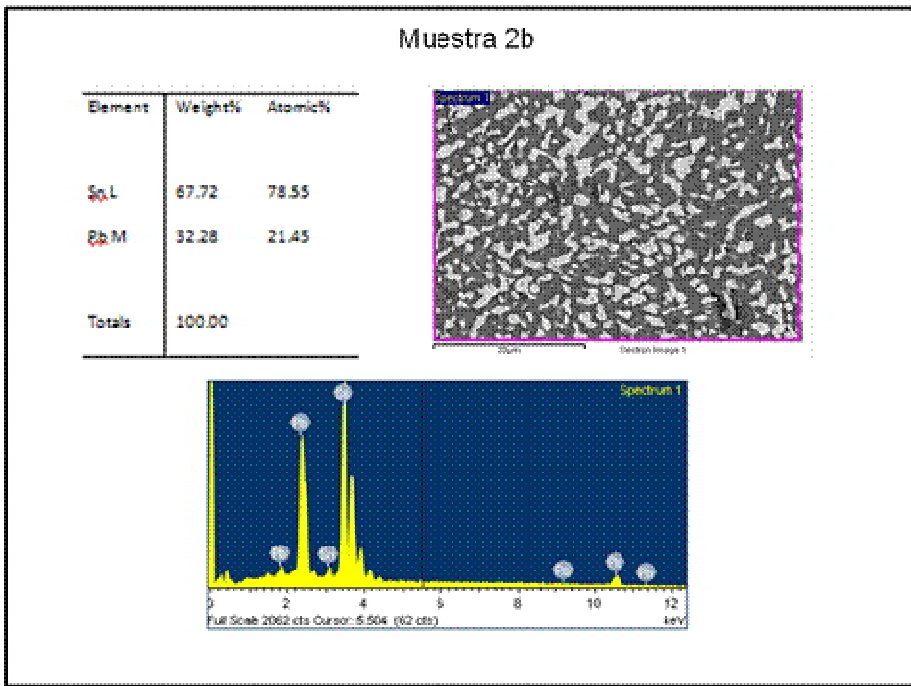 Muestra 2b
Element Weight% Atomic%
Sn L 67.72 78.55
Pb M 32.28 21.45
Totals 100.00
Spectrum 1
20µm Electron Image 1
Spectrum 1
0 2 4 6 8 10 12
Full Scale 2062 cts Cursor: 5.504 (62 cts) keV